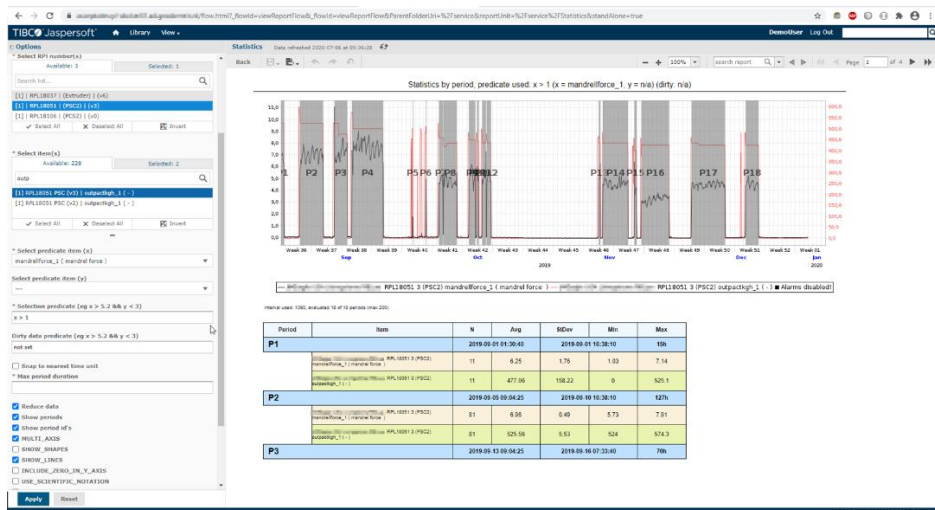 TIBCO Jaspersoft® Library View DemoUser Log Out
Options
* Select RPI number(s)
Available: 3 Selected: 1
Search list...
[1] | RPL18037 | (Extruder) | (v6)
[1] | RPL18051 | (PSC2) | (v3)
[1] | RPL18106 | (PCS2) | (v0)
Select All Deselect All Invert
* Select item(s)
Available: 228 Selected: 2
outp
[1] RPL18051 PSC (v3) | outpactkgh_1 ( - )
[1] RPL18051 PSC (v2) | outpactkgh_1 ( - )
Select All Deselect All Invert
* Select predicate item (x)
mandrelforce_1 ( mandrel force )
Select predicate item (y)
---
* Selection predicate (eg x > 5.2 && y < 3)
x > 1
Dirty data predicate (eg x > 5.2 && y < 3)
not set
Snap to nearest time unit
* Max period duration
Reduce data
Show periods
Show period id's
MULTI_AXIS
SHOW_SHAPES
SHOW_LINES
INCLUDE_ZERO_IN_Y_AXIS
USE_SCIENTIFIC_NOTATION
Apply Reset
Statistics Data refreshed 2020-07-06 at 09:36:28
Back 100% search report Page 1 of 4
Statistics by period, predicate used: x > 1 (x = mandrellforce_1, y = n/a) (dirty: n/a)
P2 P3 P4 P5 P6 P14 P15 P16 P17 P18
Week 36 Week 37 Week 38 Week 39 Week 40 Week 41 Week 42 Week 43 Week 44 Week 45 Week 46 Week 47 Week 48 Week 49 Week 50 Week 51 Week 52 Week 01
Sep Oct Nov Dec Jan
2019 2020
RPL18051 3 (PSC2) mandrellforce_1 ( mandrel force ) RPL18051 3 (PSC2) outpactkgh_1 ( - ) Alarms disabled!
Interval used: 1090, evaluated 18 of 18 periods (max 200)
Period Item N Avg StDev Min Max
P1 2019-09-01 01:30:40 2019-09-01 16:38:10 15h
RPL18051 3 (PSC2) mandrellforce_1 ( mandrel force ) 11 6.25 1.76 1.03 7.14
RPL18051 3 (PSC2) outpactkgh_1 ( - ) 11 477.06 158.22 0 525.1
P2 2019-09-05 09:04:25 2019-09-10 16:38:10 127h
RPL18051 3 (PSC2) mandrellforce_1 ( mandrel force ) 81 6.95 0.49 5.73 7.91
RPL18051 3 (PSC2) outpactkgh_1 ( - ) 81 525.56 5.53 524 574.3
P3 2019-09-13 09:04:25 2019-09-16 07:33:40 70h